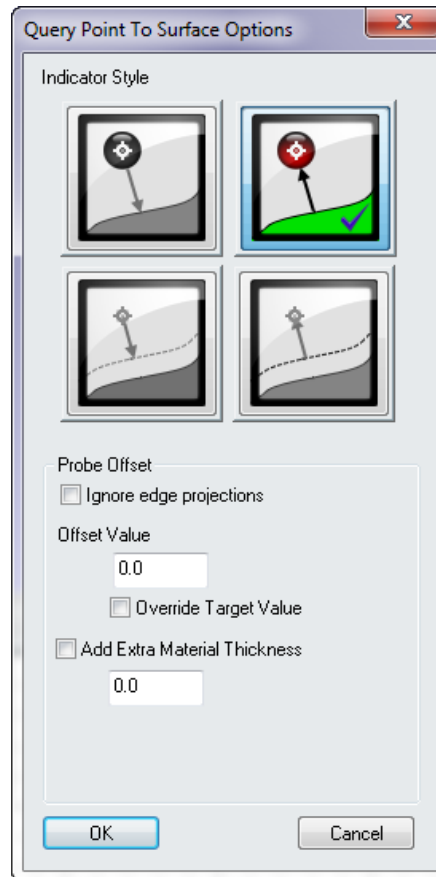 Query Point To Surface Options
Indicator Style
Probe Offset
Ignore edge projections
Offset Value
0.0
Override Target Value
Add Extra Material Thickness
0.0
OK Cancel